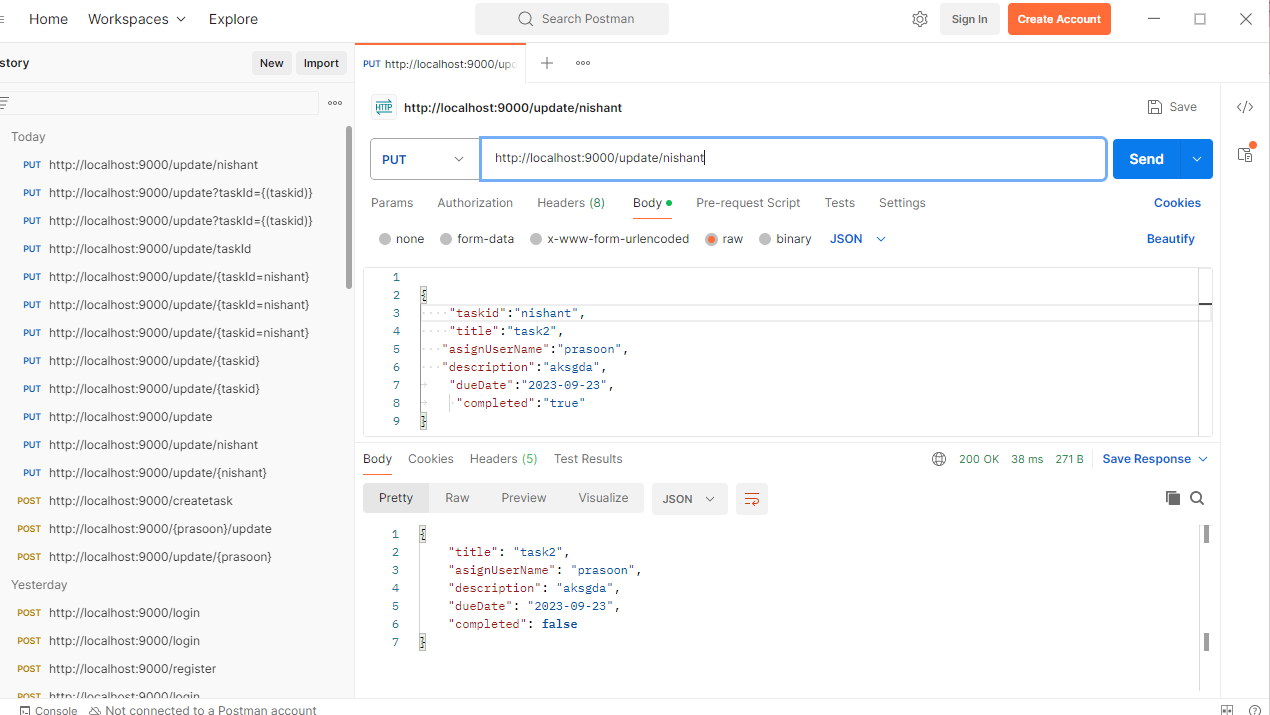 Home Workspaces Explore Search Postman Sign In Create Account
story New Import
PUT http://localhost:9000/upd
http://localhost:9000/update/nishant Save
HTTP
PUT http://localhost:9000/update/nishant Send
Params Authorization Headers (8) Body Pre-request Script Tests Settings Cookies
none form-data x-www-form-urlencoded raw binary JSON Beautify
1
2 {
3 "taskid":"nishant",
4 "title":"task2",
5 "asignUserName":"prasoon",
6 "description":"aksgda",
7 "dueDate":"2023-09-23",
8 "completed":"true"
9 }
Body Cookies Headers (5) Test Results 200 OK 38 ms 271 B Save Response
Pretty Raw Preview Visualize JSON
1 {
2 "title": "task2",
3 "asignUserName": "prasoon",
4 "description": "aksgda",
5 "dueDate": "2023-09-23",
6 "completed": false
7 }
Today
PUT http://localhost:9000/update/nishant
PUT http://localhost:9000/update?taskId={(taskid)}
PUT http://localhost:9000/update?taskId={(taskid)}
PUT http://localhost:9000/update/taskId
PUT http://localhost:9000/update/{taskId=nishant}
PUT http://localhost:9000/update/{taskId=nishant}
PUT http://localhost:9000/update/{taskid=nishant}
PUT http://localhost:9000/update/{taskid}
PUT http://localhost:9000/update/{taskid}
PUT http://localhost:9000/update
PUT http://localhost:9000/update/nishant
PUT http://localhost:9000/update/{nishant}
POST http://localhost:9000/createtask
POST http://localhost:9000/{prasoon}/update
POST http://localhost:9000/update/{prasoon}
Yesterday
POST http://localhost:9000/login
POST http://localhost:9000/login
POST http://localhost:9000/register
POST http://localhost:9000/login
Console Not connected to a Postman account